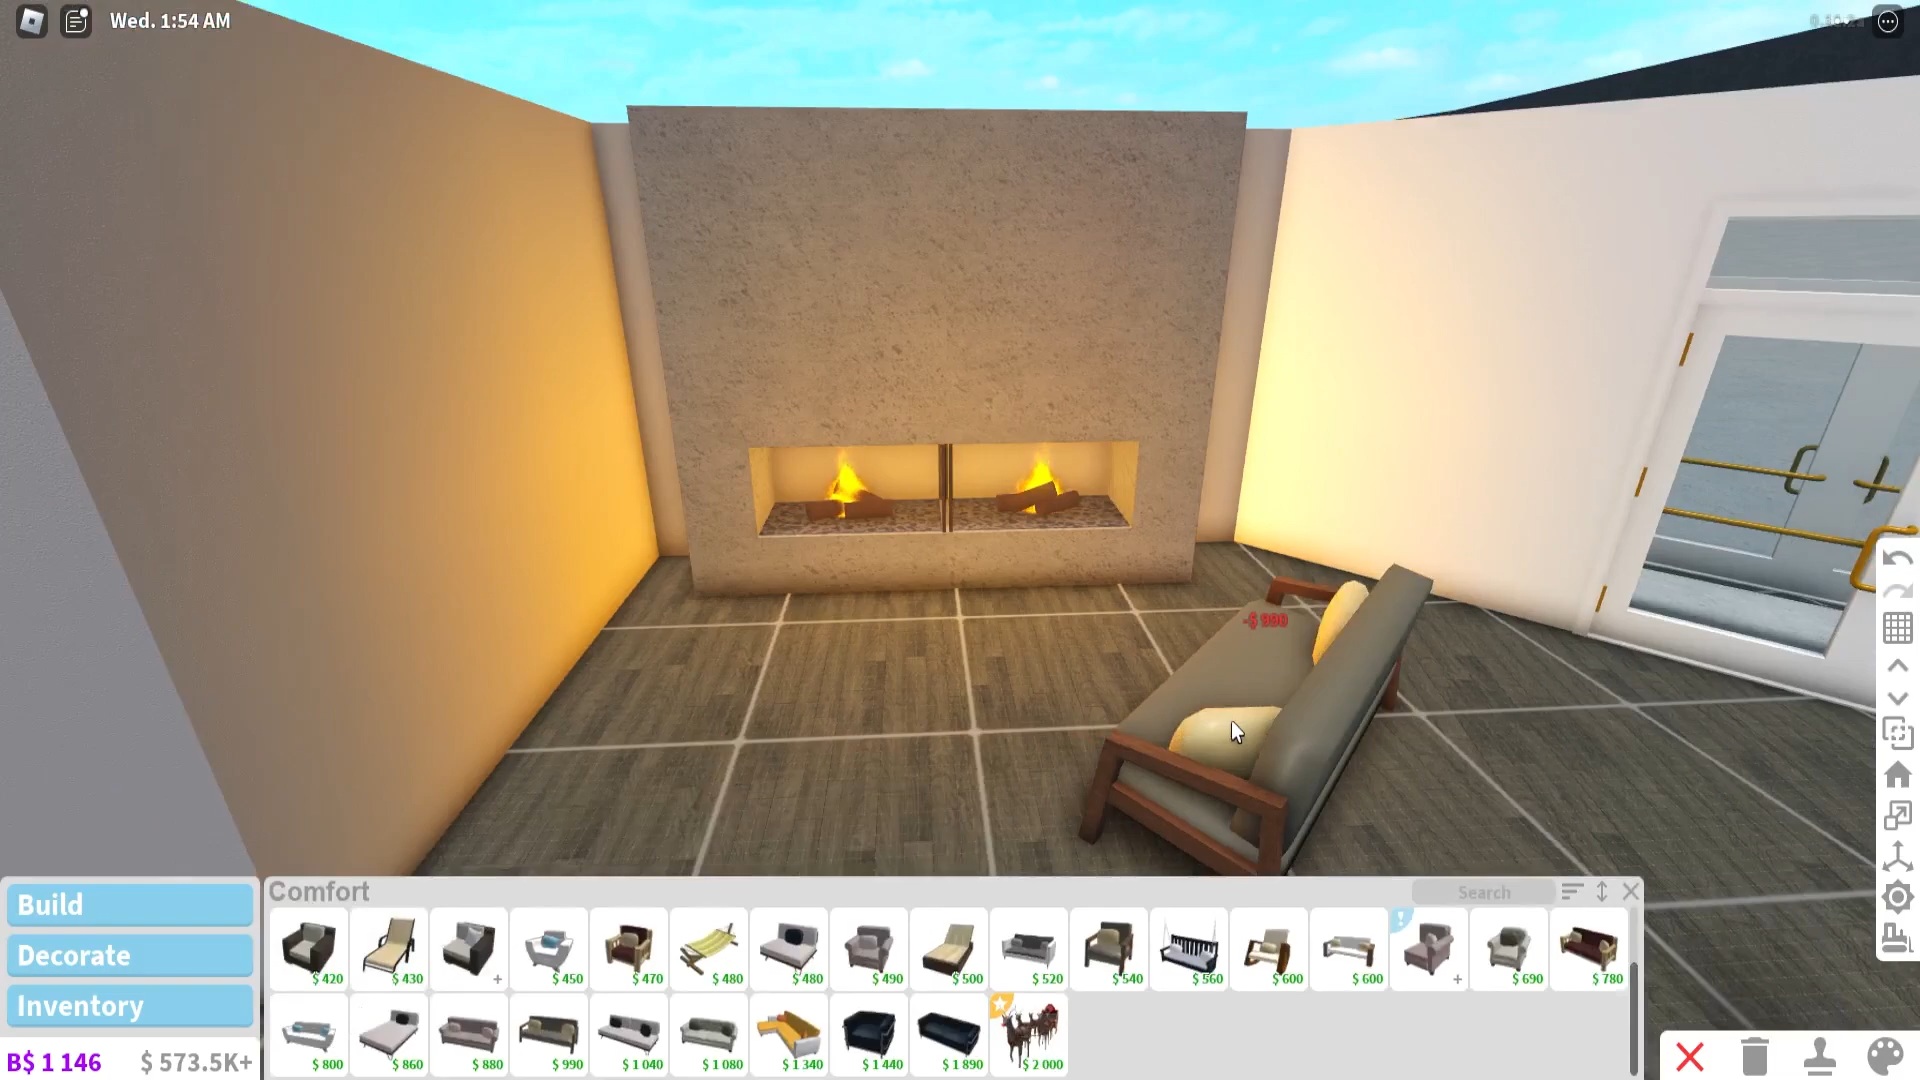 Wed. 1:54 AM
-$ 990
Build
Decorate
Inventory
B$ 1 146
$ 573.5K+
Comfort
Search
$ 420
$ 430
+
$ 450
$ 470
$ 480
$ 480
$ 490
$ 500
$ 520
$ 540
$ 560
$ 600
$ 600
+
$ 690
$ 780
$ 800
$ 860
$ 880
$ 990
$ 1 040
$ 1 080
$ 1 340
$ 1 440
$ 1 890
$ 2 000